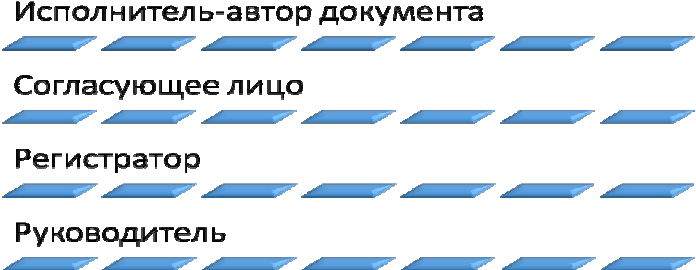 Исполнитель-автор документа
Согласующее лицо
Регистратор
Руководитель